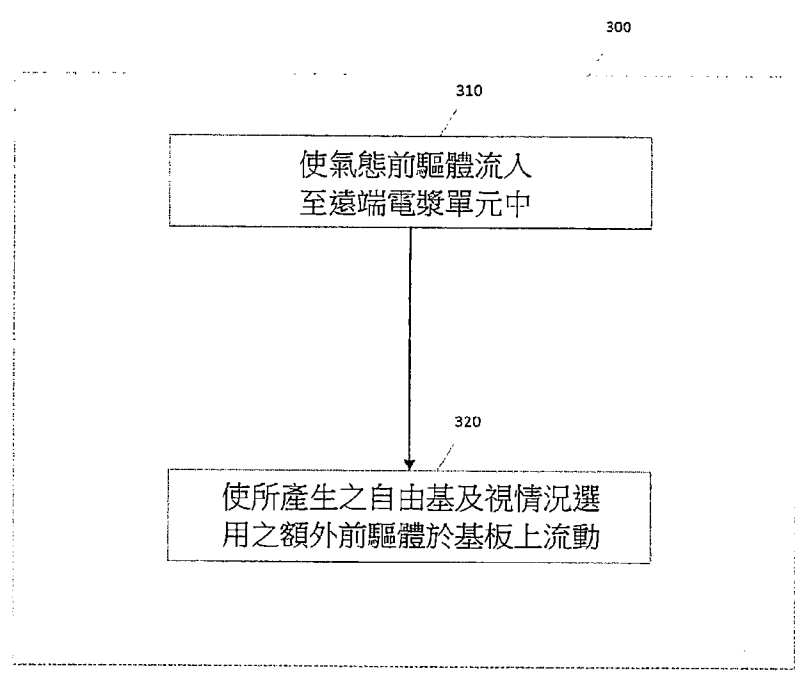 300
310
使氣態前驅體流入
至遠端電漿單元中
320
使所產生之自由基及視情況選
用之額外前驅體於基板上流動